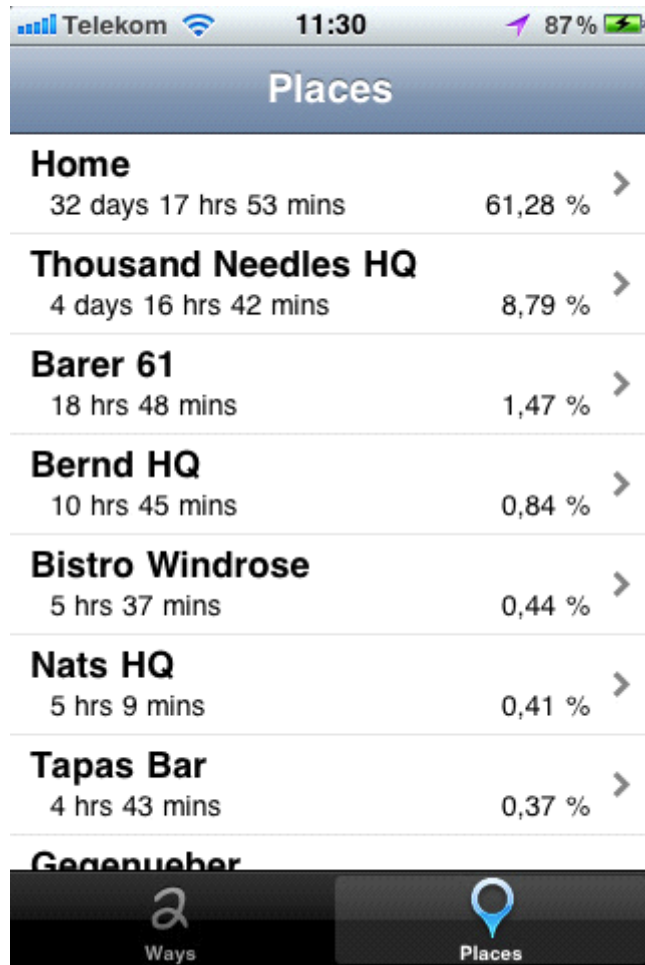 Telekom 11:30 87%
Places
Home
32 days 17 hrs 53 mins 61,28 %
Thousand Needles HQ
4 days 16 hrs 42 mins 8,79 %
Barer 61
18 hrs 48 mins 1,47 %
Bernd HQ
10 hrs 45 mins 0,84 %
Bistro Windrose
5 hrs 37 mins 0,44 %
Nats HQ
5 hrs 9 mins 0,41 %
Tapas Bar
4 hrs 43 mins 0,37 %
Gegenueber
Ways Places